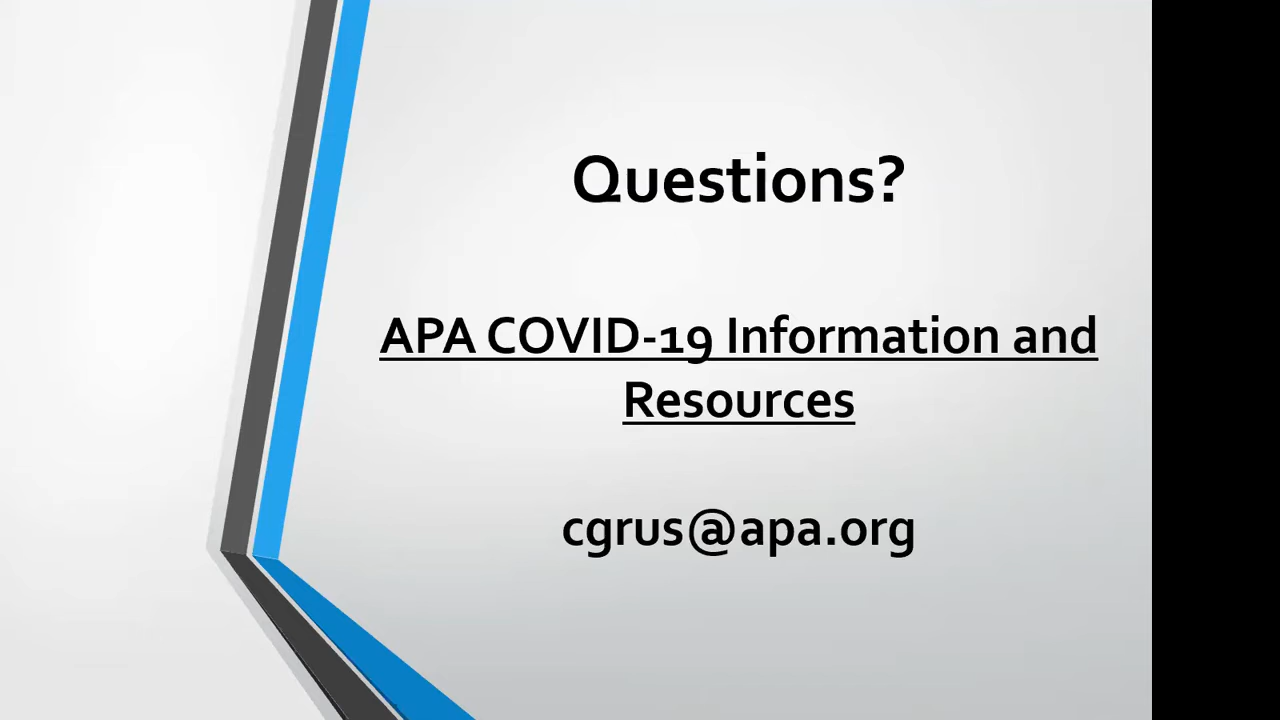 Questions?
APA COVID-19 Information and
Resources
cgrus@apa.org